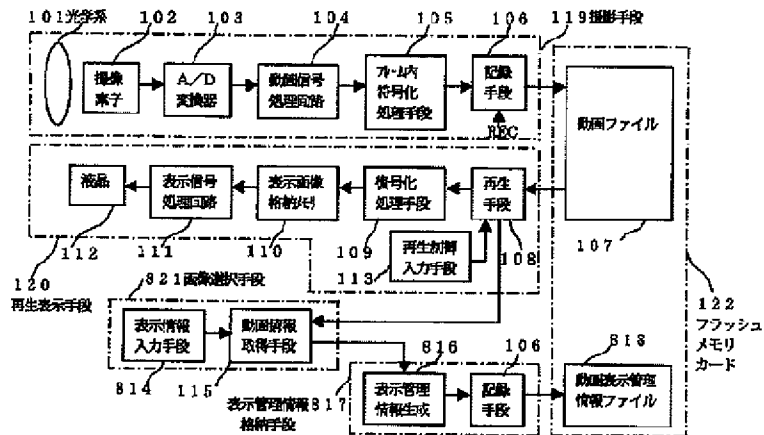 101光学系
102
103
104
105
106
119撮影手段
撮像
素子
A/D
変換器
動画信号
処理回路
フレーム内
符号化
処理手段
記録
手段
REC
動画ファイル
107
液晶
表示信号
処理回路
表示画像
格納メモリ
復号化
処理手段
再生
手段
112
111
110
109
108
再生制御
入力手段
113
120
再生表示手段
821画像選択手段
122
フラッシュ
メモリ
カード
表示情報
入力手段
動画情報
取得手段
814
115
816
106
818
表示管理
情報生成
記録
手段
動画表示管理
情報ファイル
表示管理情報817
格納手段